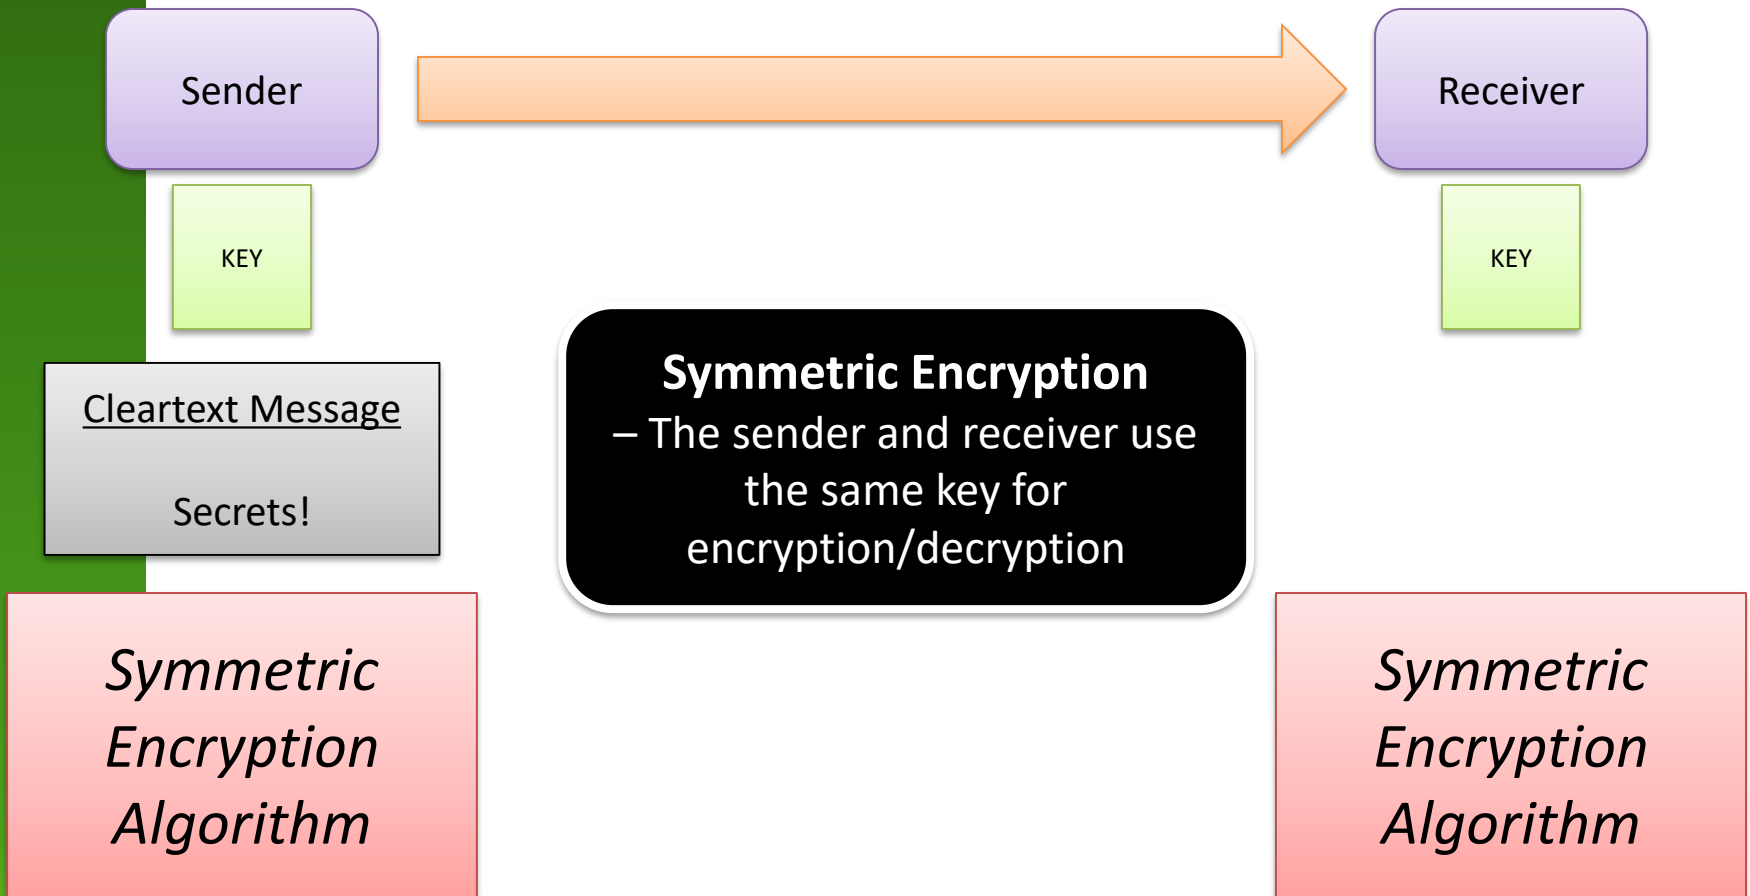 Sender
Receiver
KEY
KEY
Cleartext Message
Secrets!
Symmetric Encryption
– The sender and receiver use
the same key for
encryption/decryption
Symmetric
Encryption
Algorithm
Symmetric
Encryption
Algorithm